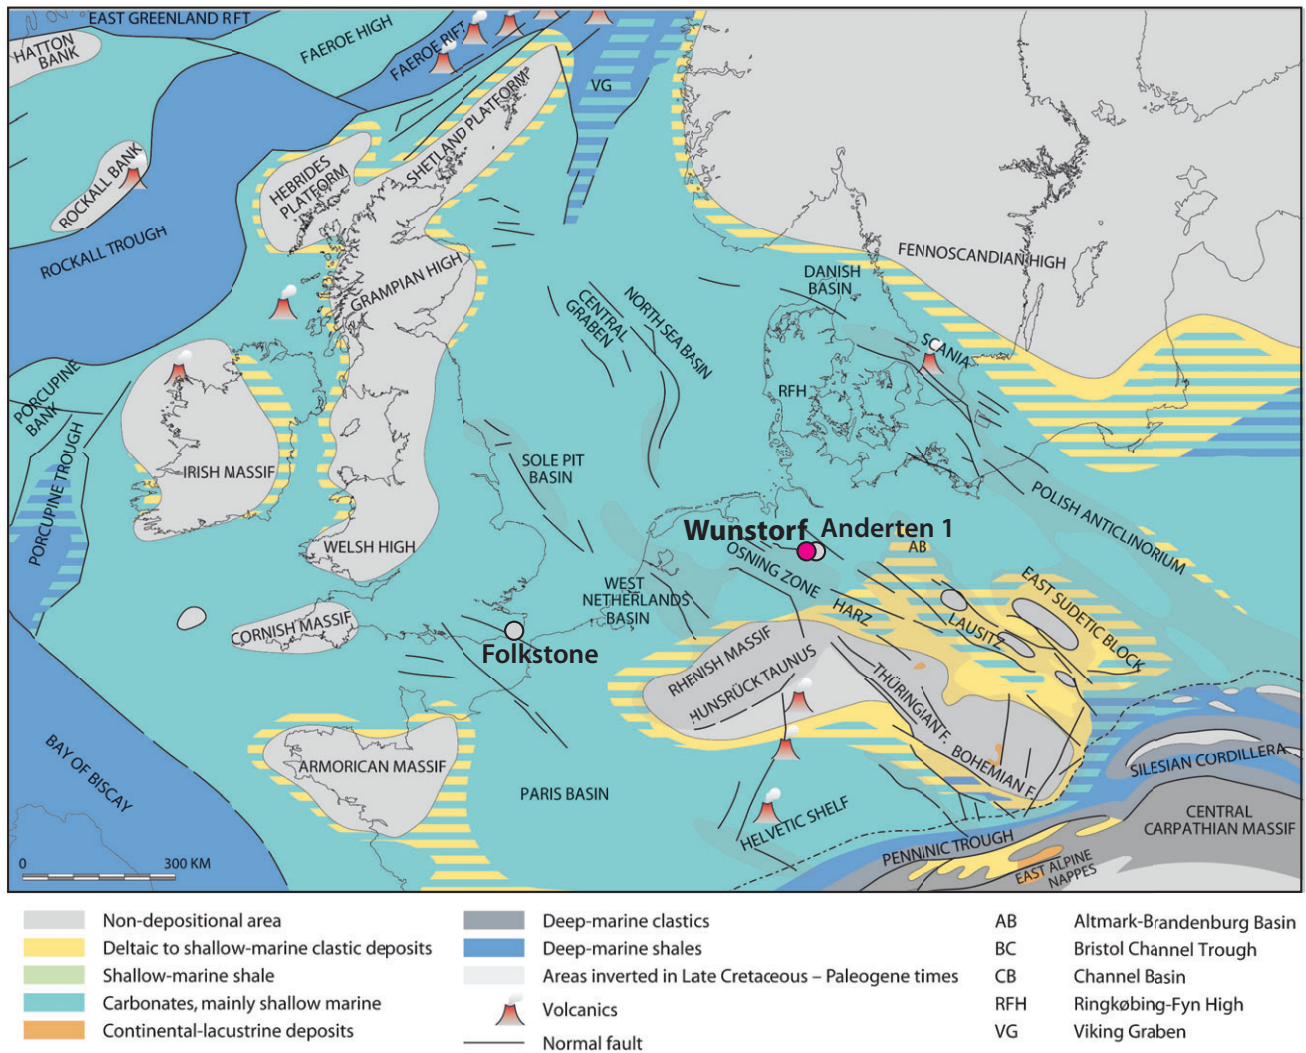 EAST GREENLAND RFT
HATTON
BANK
FAEROE HIGH
FAEROE RIFT
VG
SHETLAND PLATFORM
HEBRIDES
PLATFORM
ROCKALL BANK
ROCKALL TROUGH
GRAMPIAN HIGH
FENNOSCANDIAN HIGH
DANISH
BASIN
CENTRAL
GRABEN
NORTH SEA BASIN
SCANIA
RFH
PORCUPINE
BANK
PORCUPINE TROUGH
IRISH MASSIF
SOLE PIT
BASIN
POLISH ANTICLINORIUM
WELSH HIGH
Wunstorf
Anderten 1
AB
OSNING ZONE
WEST
NETHERLANDS
BASIN
HARZ
LAUSITZ
EAST SUDETIC BLOCK
CORNISH MASSIF
Folkstone
RHENISH MASSIF
HUNSRÜCK TAUNUS
THÜRINGIAN F.
BOHEMIAN F.
BAY OF BISCAY
ARMORICAN MASSIF
PARIS BASIN
HELVETIC SHELF
SILESIAN CORDILLERA
CENTRAL
CARPATHIAN MASSIF
PENNINIC TROUGH
EAST ALPINE
NAPPES
0 300 KM
Non-depositional area
Deltaic to shallow-marine clastic deposits
Shallow-marine shale
Carbonates, mainly shallow marine
Continental-lacustrine deposits
Deep-marine clastics
Deep-marine shales
Areas inverted in Late Cretaceous – Paleogene times
Volcanics
Normal fault
AB Altmark-Brandenburg Basin
BC Bristol Channel Trough
CB Channel Basin
RFH Ringkøbing-Fyn High
VG Viking Graben